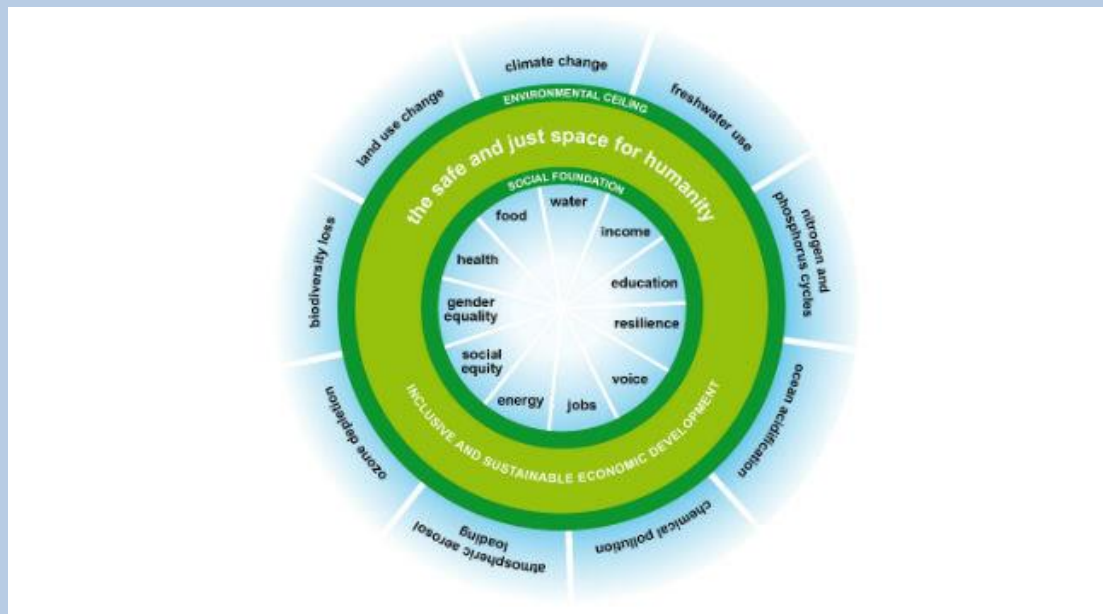 climate change
freshwater use
nitrogen and
phosphorus cycles
ocean acidification
chemical pollution
atmospheric aerosol
loading
ozone depletion
biodiversity loss
land use change
ENVIRONMENTAL CEILING
the safe and just space for humanity
SOCIAL FOUNDATION
water
income
education
resilience
voice
jobs
energy
social
equity
gender
equality
health
food
INCLUSIVE AND SUSTAINABLE ECONOMIC DEVELOPMENT